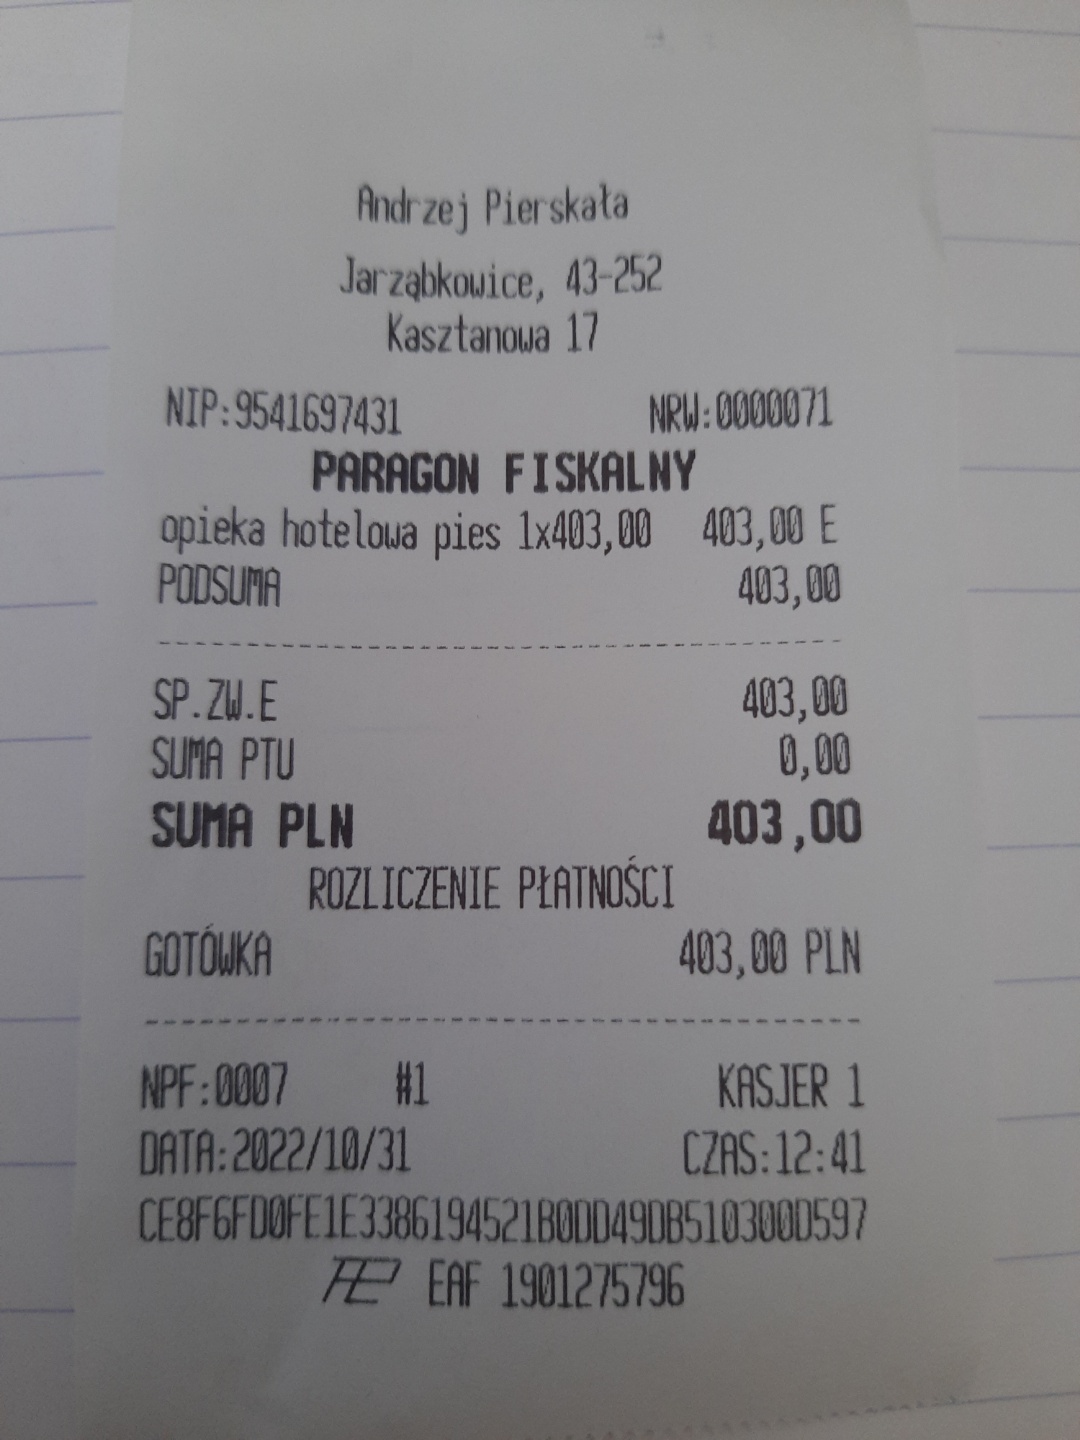 Andrzej Pierskała
Jarząbkowice, 43-252
Kasztanowa 17
NIP:9541697431 NRW:0000071
PARAGON FISKALNY
opieka hotelowa pies 1x403,00 403,00 E
PODSUMA 403,00
SP.ZW.E 403,00
SUMA PTU 0,00
SUMA PLN 403,00
ROZLICZENIE PŁATNOŚCI
GOTÓWKA 403,00 PLN
NPF:0007 #1 KASJER 1
DATA:2022/10/31 CZAS:12:41
CE8F6FD0FE1E3386194521B0DD49DB510300D597
EAF 1901275796